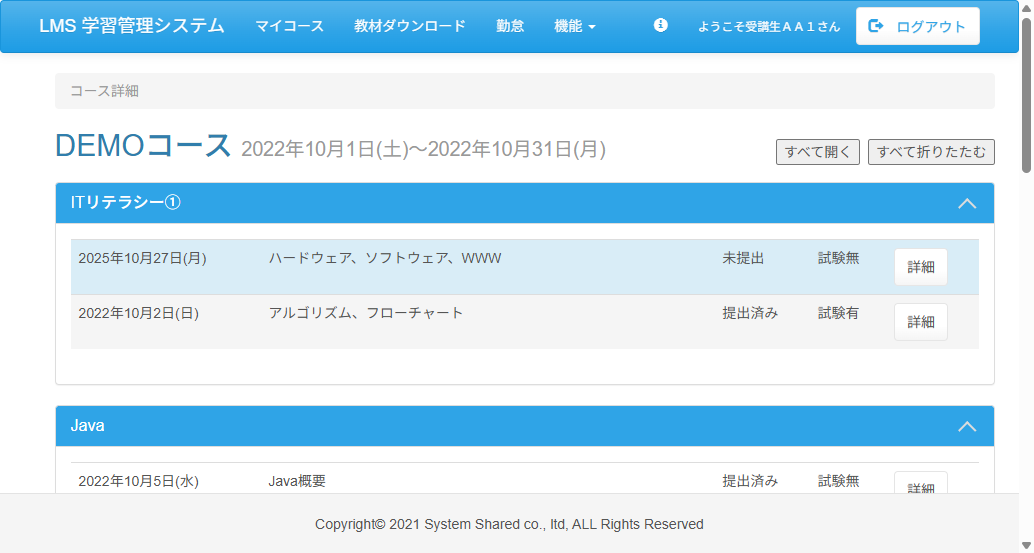 LMS 学習管理システム マイコース 教材ダウンロード 勤怠 機能 ようこそ受講生ＡＡ１さん ログアウト
コース詳細
DEMOコース 2022年10月1日(土)～2022年10月31日(月) すべて開く すべて折りたたむ
ITリテラシー①
2025年10月27日(月) ハードウェア、ソフトウェア、WWW 未提出 試験無 詳細
2022年10月2日(日) アルゴリズム、フローチャート 提出済み 試験有 詳細
Java
2022年10月5日(水) Java概要 提出済み 試験無 詳細
Copyright© 2021 System Shared co., ltd, ALL Rights Reserved